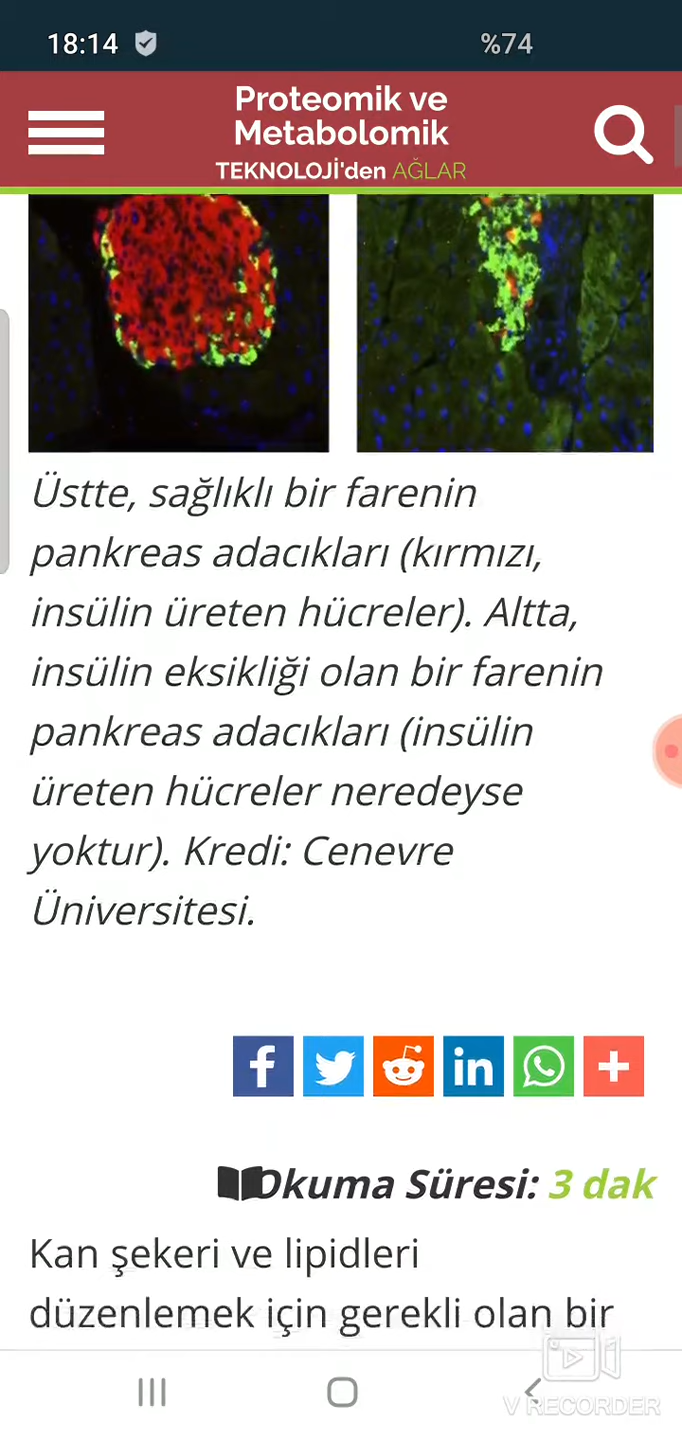 18:14
%74
Proteomik ve
Metabolomik
TEKNOLOJİ'den AĞLAR
Üstte, sağlıklı bir farenin
pankreas adacıkları (kırmızı,
insülin üreten hücreler). Altta,
insülin eksikliği olan bir farenin
pankreas adacıkları (insülin
üreten hücreler neredeyse
yoktur). Kredi: Cenevre
Üniversitesi.
Okuma Süresi: 3 dak
Kan şekeri ve lipidleri
düzenlemek için gerekli olan bir
V RECORDER